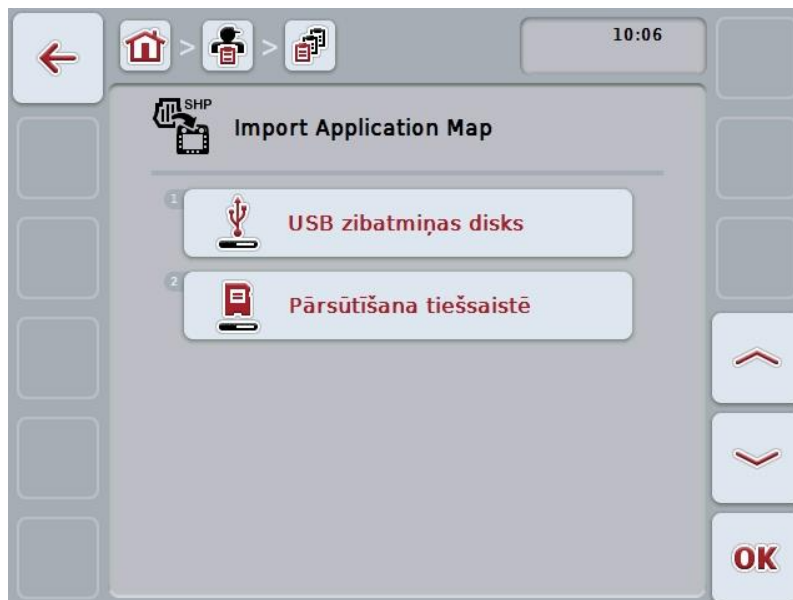 10:06
SHP
Import Application Map
1
USB zibatmiņas disks
2
Pārsūtīšana tiešsaistē
OK